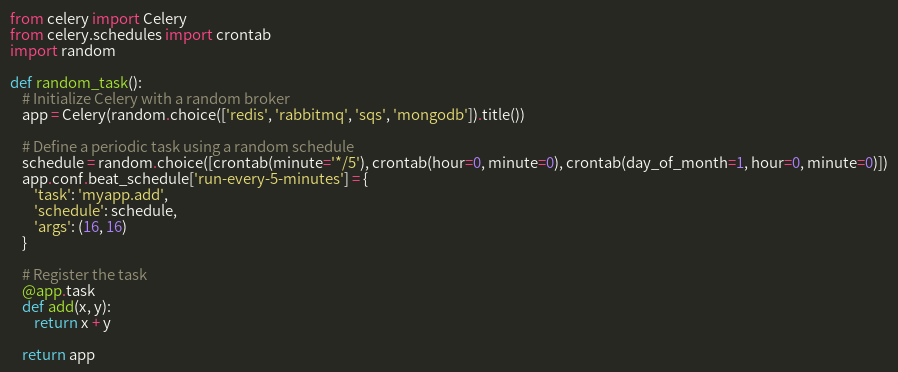 from celery import Celery
from celery.schedules import crontab
import random

def random_task():
    # Initialize Celery with a random broker
    app = Celery(random.choice(['redis', 'rabbitmq', 'sqs', 'mongodb']).title())

    # Define a periodic task using a random schedule
    schedule = random.choice([crontab(minute='*/5'), crontab(hour=0, minute=0), crontab(day_of_month=1, hour=0, minute=0)])
    app.conf.beat_schedule['run-every-5-minutes'] = {
        'task': 'myapp.add',
        'schedule': schedule,
        'args': (16, 16)
    }

    # Register the task
    @app.task
    def add(x, y):
        return x + y

    return app